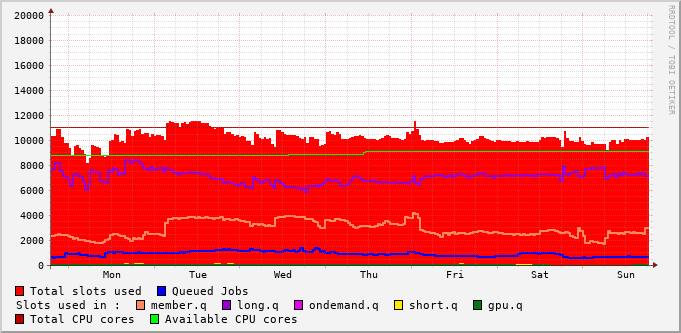 RRDTOOL / TOBI OETIKER
20000
18000
16000
14000
12000
10000
8000
6000
4000
2000
0
Mon Tue Wed Thu Fri Sat Sun
Total slots used Queued Jobs
Slots used in : member.q long.q ondemand.q short.q gpu.q
Total CPU cores Available CPU cores